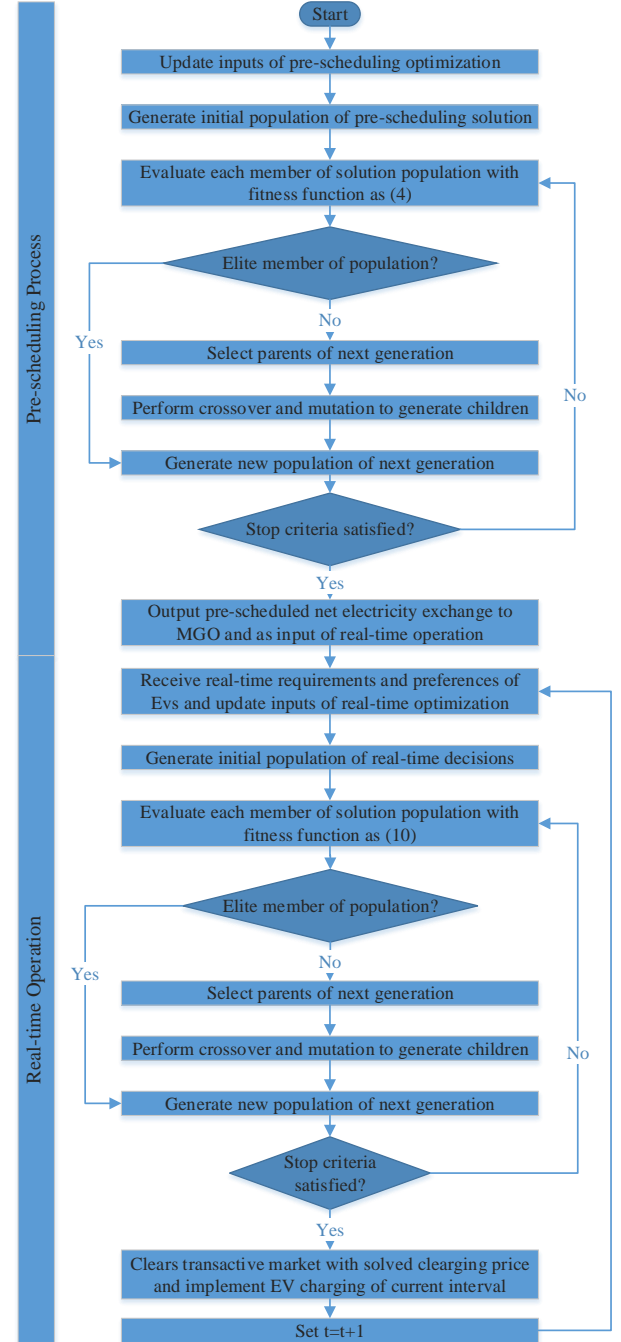 Start
Update inputs of pre-scheduling optimization
Generate initial population of pre-scheduling solution
Evaluate each member of solution population with
fitness function as (4)
Elite member of population?
No
Yes
Select parents of next generation
Perform crossover and mutation to generate children
No
Generate new population of next generation
Stop criteria satisfied?
Yes
Output pre-scheduled net electricity exchange to
MGO and as input of real-time operation
Pre-scheduling Process
Receive real-time requirements and preferences of
Evs and update inputs of real-time optimization
Generate initial population of real-time decisions
Evaluate each member of solution population with
fitness function as (10)
Elite member of population?
No
Yes
Select parents of next generation
Perform crossover and mutation to generate children
No
Generate new population of next generation
Stop criteria
satisfied?
Yes
Clears transactive market with solved clearging price
and implement EV charging of current interval
Set t=t+1
Real-time Operation